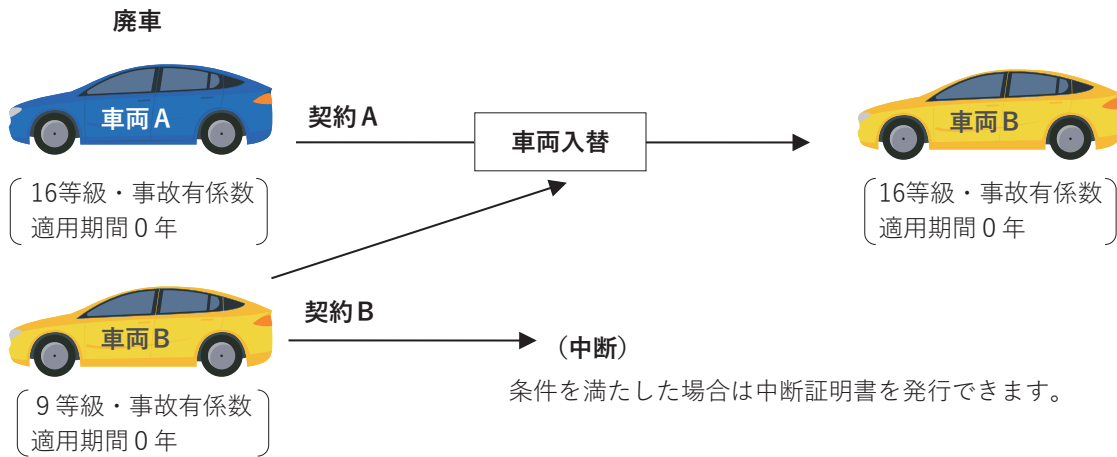 廃車
車両A
契約A
車両入替
車両B
16等級・事故有係数
適用期間0年
16等級・事故有係数
適用期間0年
車両B
契約B
（中断）
条件を満たした場合は中断証明書を発行できます。
9等級・事故有係数
適用期間0年